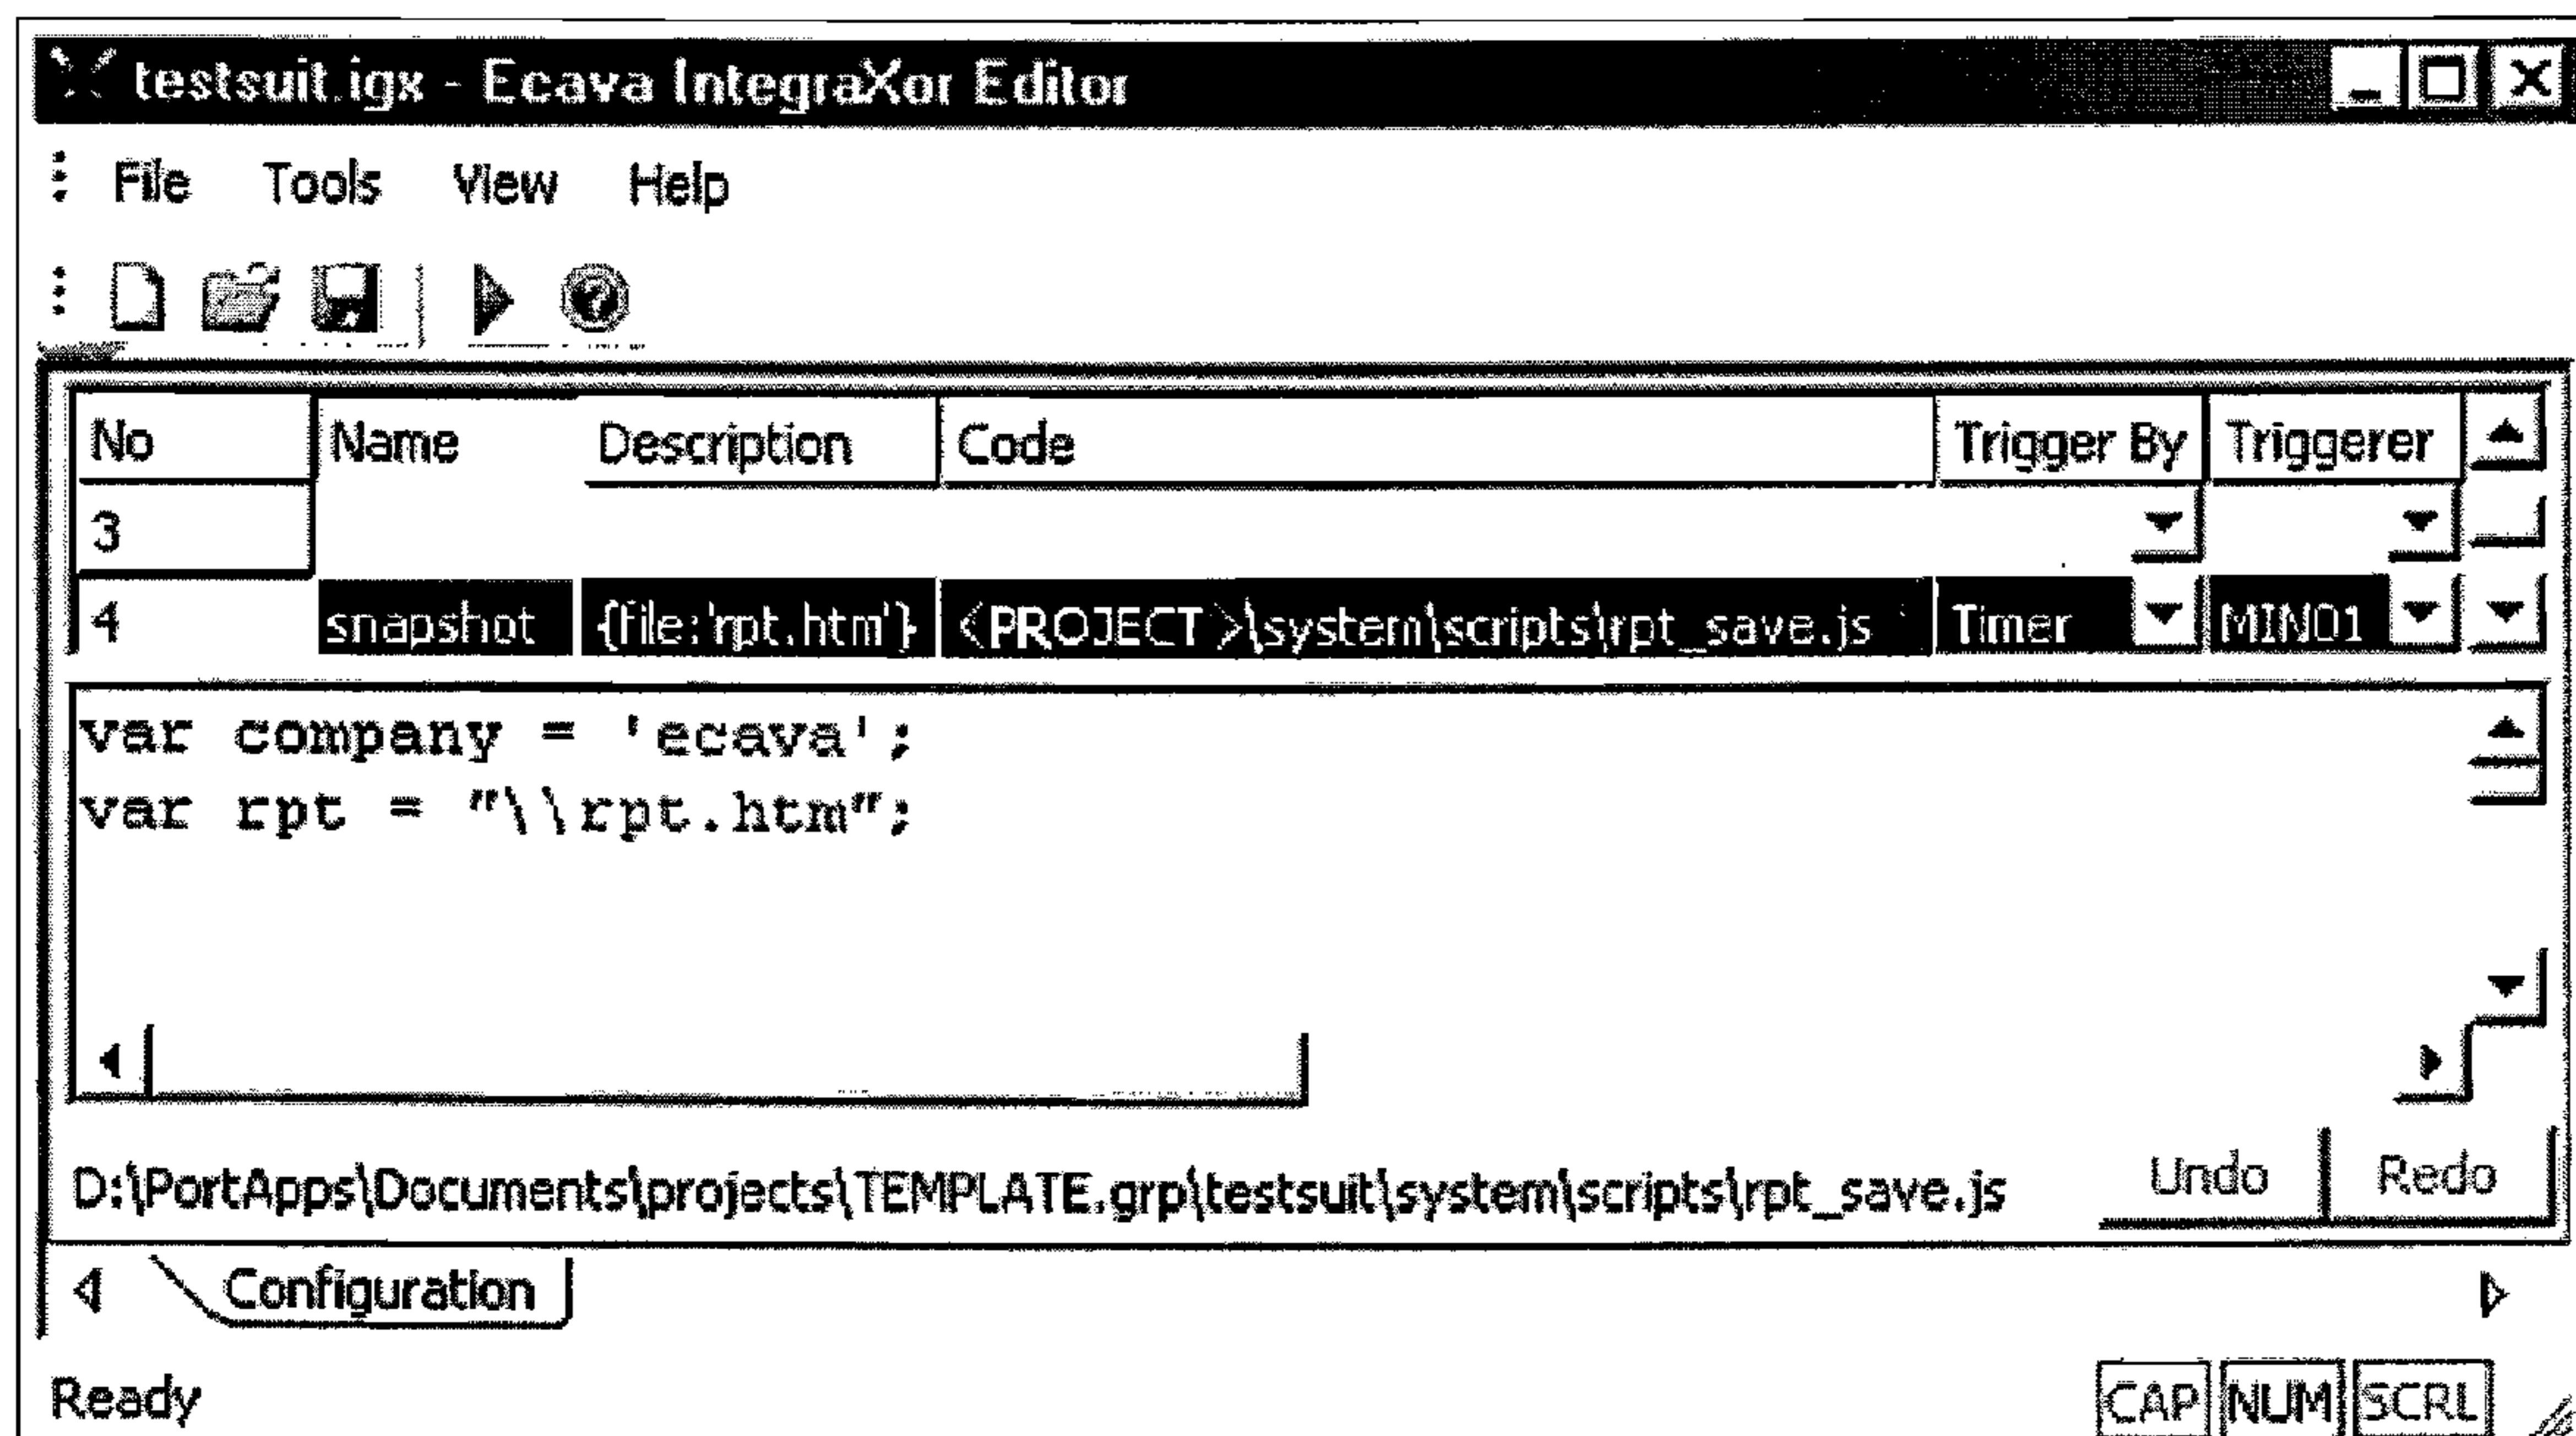 testsuit.igx - Ecava IntegraXor Editor
File Tools View Help
No Name Description Code Trigger By Triggerer
3
4 snapshot {file:'rpt.htm'} <PROJECT>\system\scripts\rpt_save.js Timer MIN01
var company = 'ecava';
var rpt = "\\rpt.htm";
D:\PortApps\Documents\projects\TEMPLATE.grp\testsuit\system\scripts\rpt_save.js Undo Redo
Configuration
Ready CAP NUM SCRL